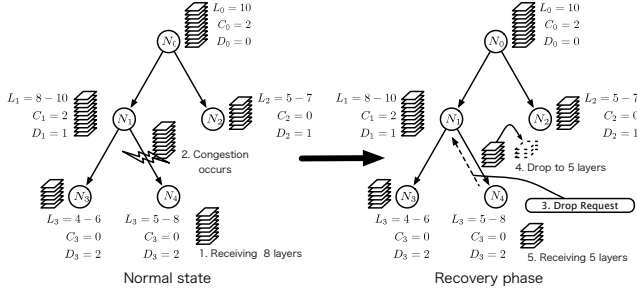 L₀ = 10
C₀ = 2
D₀ = 0
N₀
L₁ = 8 − 10
C₁ = 2
D₁ = 1
N₁
N₂
L₂ = 5 − 7
C₂ = 0
D₂ = 1
2. Congestion
occurs
N₃
N₄
L₃ = 4 − 6
C₃ = 0
D₃ = 2
L₃ = 5 − 8
C₃ = 0
D₃ = 2
1. Receiving 8 layers
Normal state
L₀ = 10
C₀ = 2
D₀ = 0
N₀
L₁ = 8 − 10
C₁ = 2
D₁ = 1
N₁
N₂
L₂ = 5 − 7
C₂ = 0
D₂ = 1
4. Drop to 5 layers
3. Drop Request
N₃
N₄
L₃ = 4 − 6
C₃ = 0
D₃ = 2
L₃ = 5 − 8
C₃ = 0
D₃ = 2
5. Receiving 5 layers
Recovery phase